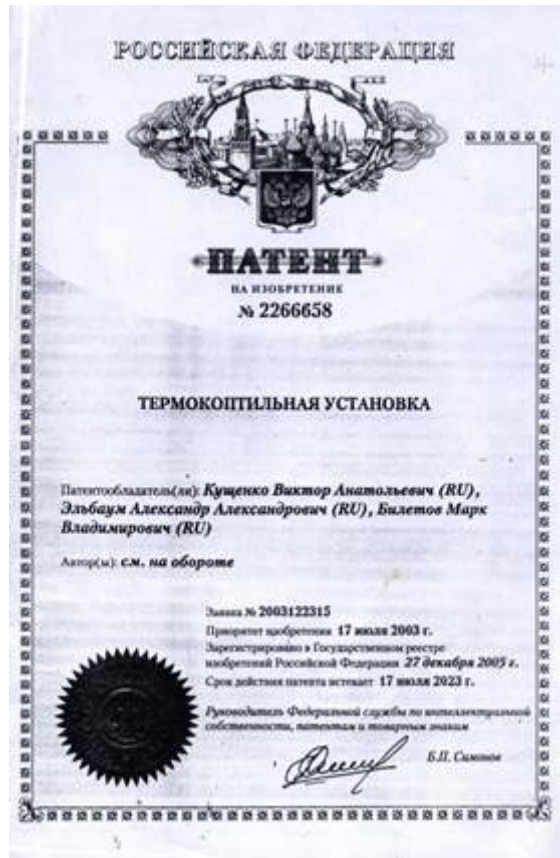 РОССИЙСКАЯ ФЕДЕРАЦИЯ
ПАТЕНТ
НА ИЗОБРЕТЕНИЕ
№ 2266658
ТЕРМОКОПТИЛЬНАЯ УСТАНОВКА
Патентообладатель(ли): Кущенко Виктор Анатольевич (RU),
Эльбаум Александр Александрович (RU), Билетов Марк
Владимирович (RU)
Автор(ы): см. на обороте
Заявка № 2003122315
Приоритет изобретения 17 июля 2003 г.
Зарегистрировано в Государственном реестре
изобретений Российской Федерации 27 декабря 2005 г.
Срок действия патента истекает 17 июля 2023 г.
Руководитель Федеральной службы по интеллектуальной
собственности, патентам и товарным знакам
Б.П. Симонов